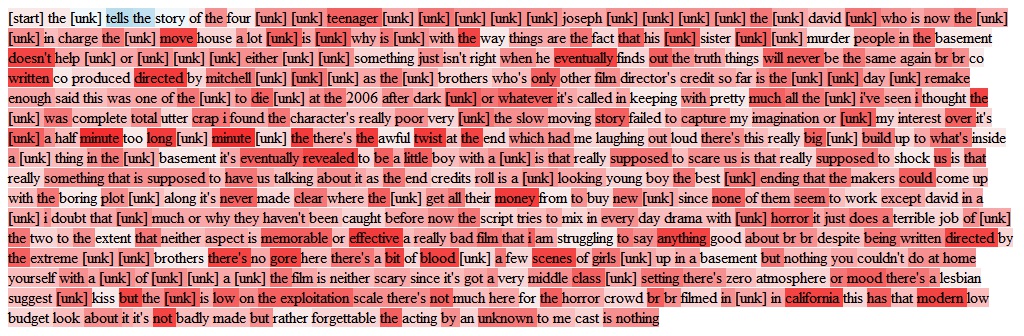 [start] the [unk] tells the story of the four [unk] [unk] teenager [unk] [unk] [unk] [unk] [unk] joseph [unk] [unk] [unk] [unk] the [unk] david [unk] who is now the [unk]
[unk] in charge the [unk] move house a lot [unk] is [unk] why is [unk] with the way things are the fact that his [unk] sister [unk] [unk] murder people in the basement
doesn't help [unk] or [unk] [unk] either [unk] [unk] something just isn't right when he eventually finds out the truth things will never be the same again br br co
written co produced directed by mitchell [unk] [unk] [unk] as the [unk] brothers who's only other film director's credit so far is the [unk] [unk] day [unk] remake
enough said this was one of the [unk] to die [unk] at the 2006 after dark [unk] or whatever it's called in keeping with pretty much all the [unk] i've seen i thought the
[unk] was complete total utter crap i found the character's really poor very [unk] the slow moving story failed to capture my imagination or [unk] my interest over it's
[unk] a half minute too long [unk] minute [unk] the there's the awful twist at the end which had me laughing out loud there's this really big [unk] build up to what's inside
a [unk] thing in the [unk] basement it's eventually revealed to be a little boy with a [unk] is that really supposed to scare us is that really supposed to shock us is that
really something that is supposed to have us talking about it as the end credits roll is a [unk] looking young boy the best [unk] ending that the makers could come up
with the boring plot [unk] along it's never made clear where the [unk] get all their money from to buy new [unk] since none of them seem to work except david in a
[unk] i doubt that [unk] much or why they haven't been caught before now the script tries to mix in every day drama with [unk] horror it just does a terrible job of [unk]
the two to the extent that neither aspect is memorable or effective a really bad film that i am struggling to say anything good about br br despite being written directed by
the extreme [unk] [unk] brothers there's no gore here there's a bit of blood [unk] a few scenes of girls [unk] up in a basement but nothing you couldn't do at home
yourself with a [unk] of [unk] [unk] a [unk] the film is neither scary since it's got a very middle class [unk] setting there's zero atmosphere or mood there's a lesbian
suggest [unk] kiss but the [unk] is low on the exploitation scale there's not much here for the horror crowd br br filmed in [unk] in california this has that modern low
budget look about it it's not badly made but rather forgettable the acting by an unknown to me cast is nothing